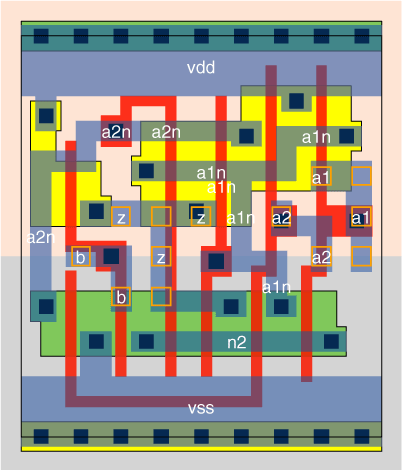 vdd
a2n a2n a1n
a1n a1
a1n
z z a1n a2 a1
a2n
b z a2
b a1n
n2
vss